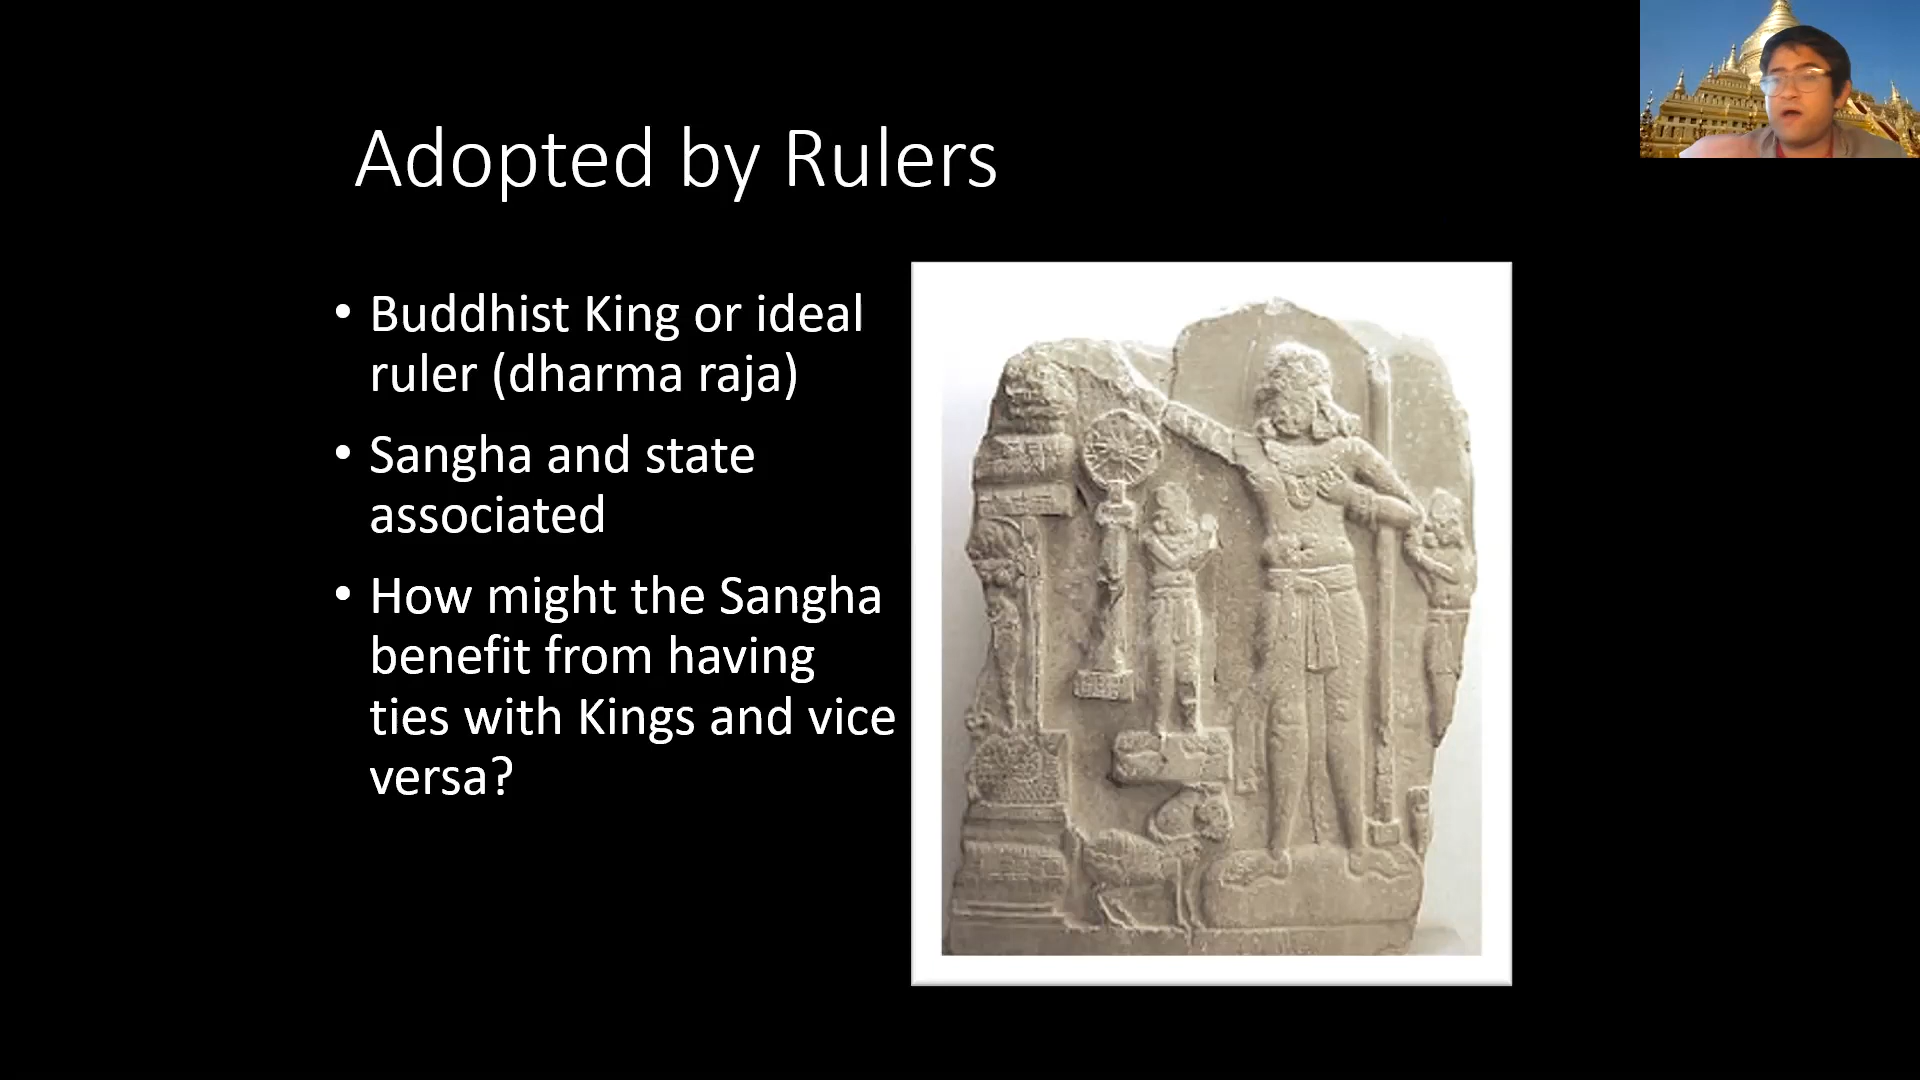 Adopted by Rulers
• Buddhist King or ideal
ruler (dharma raja)
• Sangha and state
associated
• How might the Sangha
benefit from having
ties with Kings and vice
versa?